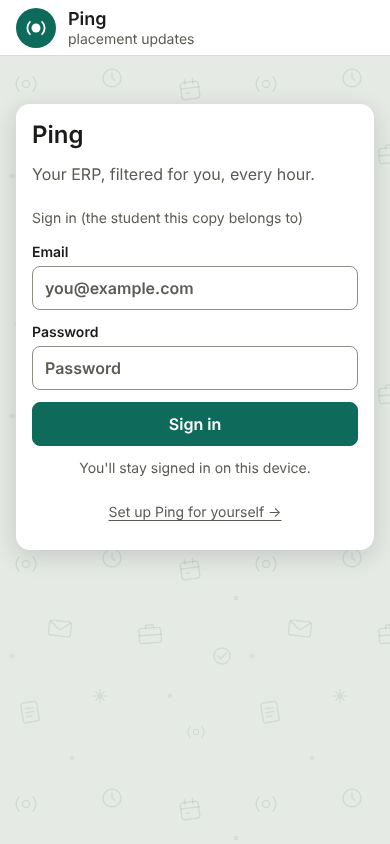 Ping
placement updates
Ping
Your ERP, filtered for you, every hour.
Sign in (the student this copy belongs to)
Email
you@example.com
Password
Password
Sign in
You'll stay signed in on this device.
Set up Ping for yourself →